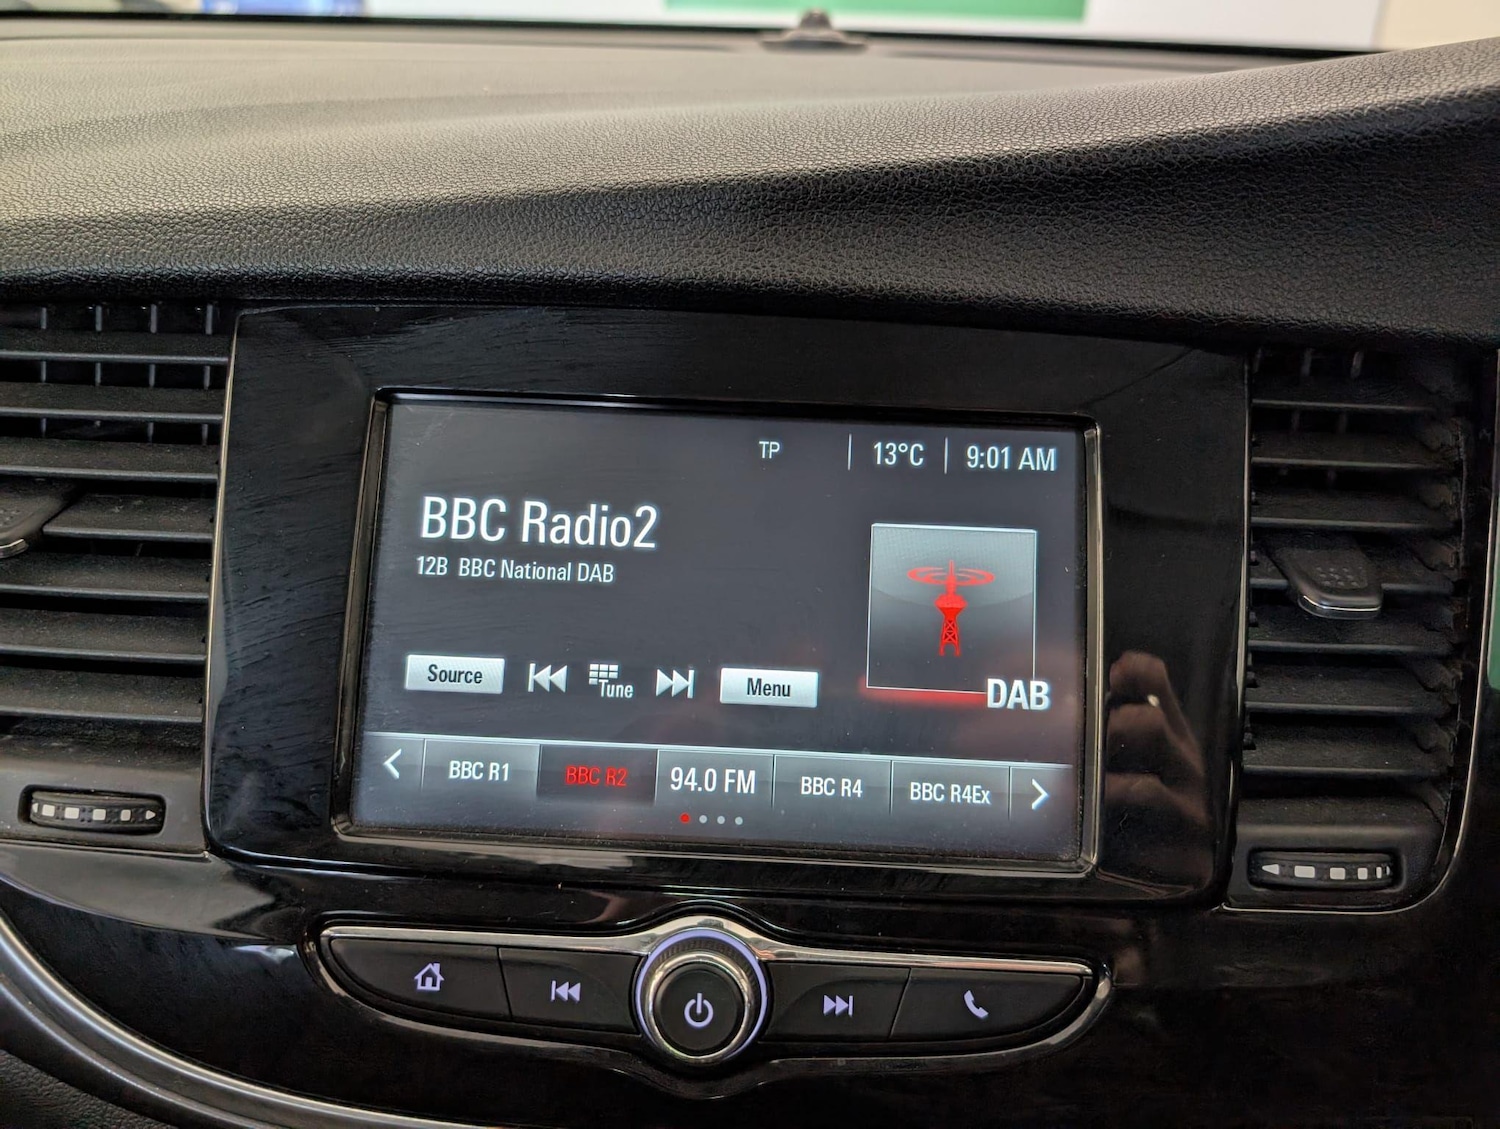 TP 13°C 9:01 AM
BBC Radio2
12B BBC National DAB
Source Tune Menu
DAB
BBC R1 BBC R2 94.0 FM BBC R4 BBC R4Ex